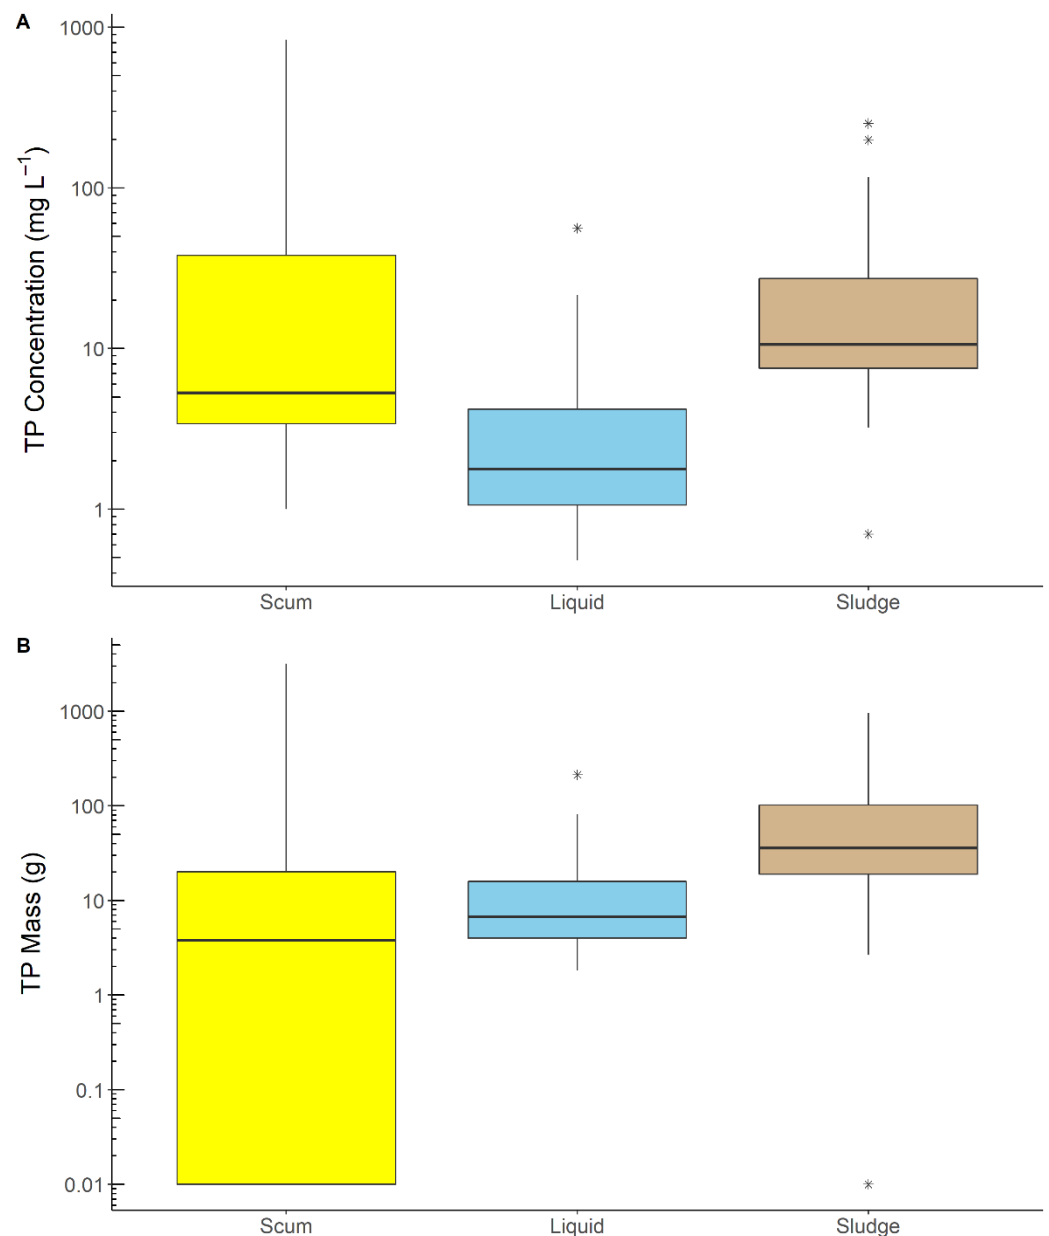 A
TP Concentration (mg L⁻¹)
1000
100
10
1
Scum Liquid Sludge
B
TP Mass (g)
1000
100
10
1
0.1
0.01
Scum Liquid Sludge